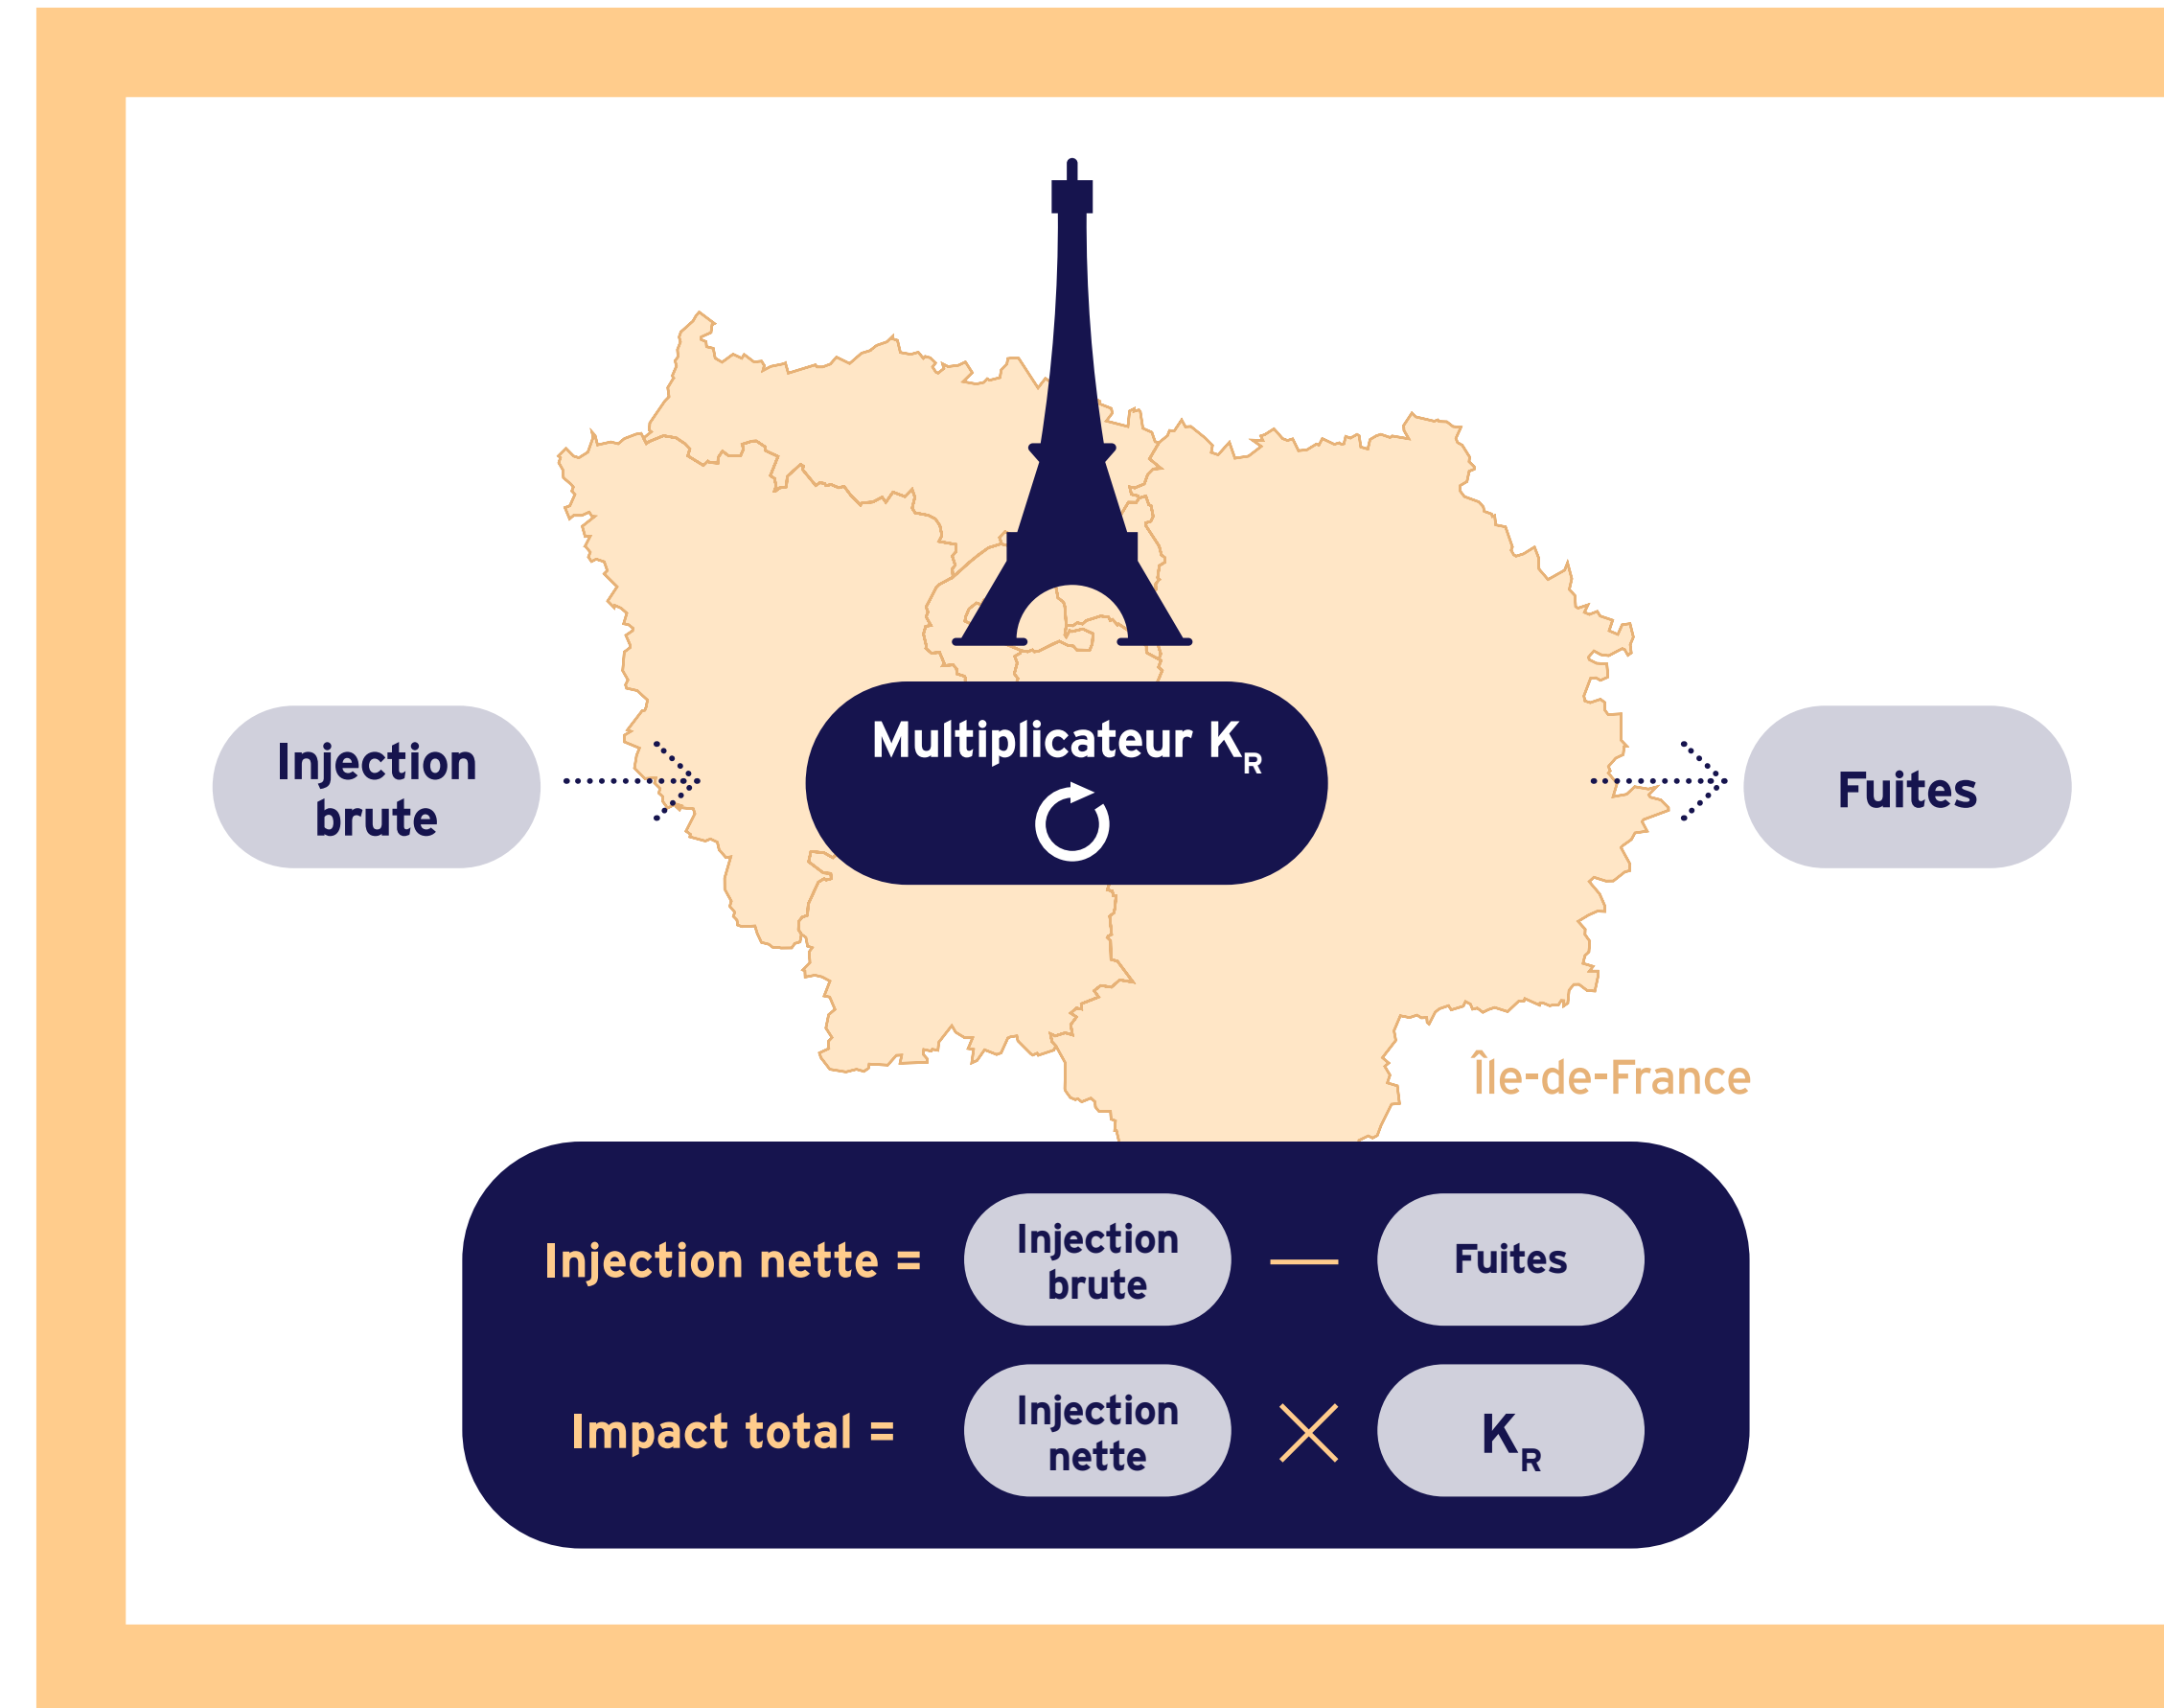 Multiplicateur KR
Injection
brute
Fuites
Île-de-France
Injection nette =
Injection
brute
—
Fuites
Impact total =
Injection
nette
×
KR